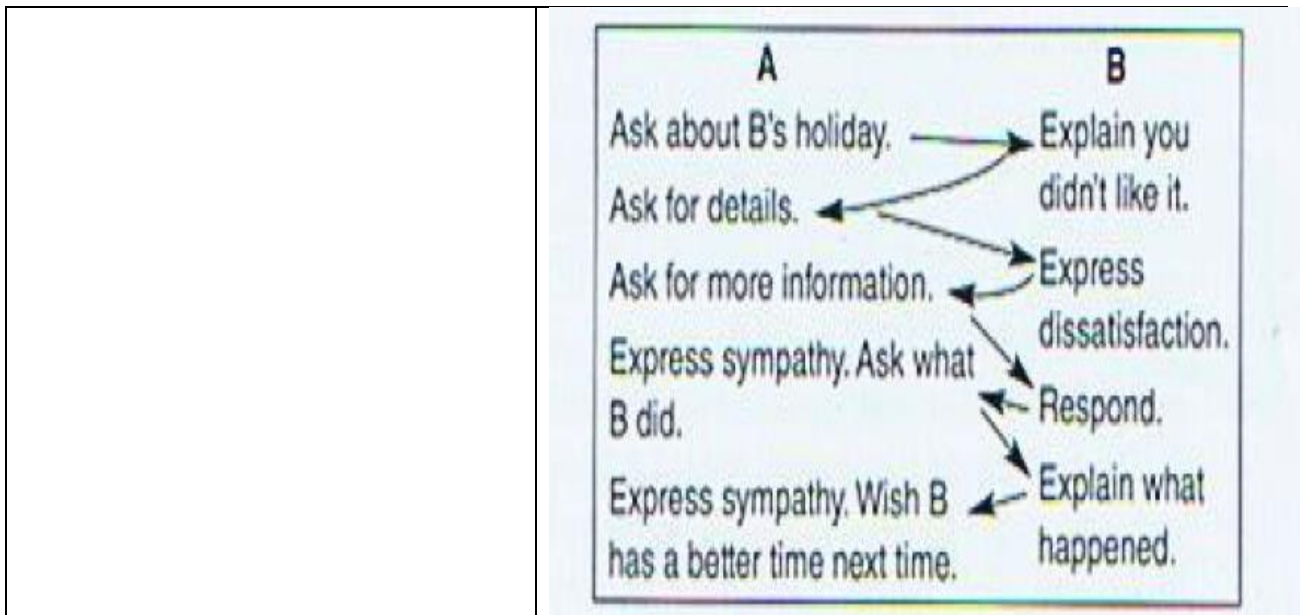 A
B
Ask about B's holiday.
Explain you
didn't like it.
Ask for details.
Express
dissatisfaction.
Ask for more information.
Respond.
Express sympathy. Ask what
B did.
Explain what
happened.
Express sympathy. Wish B
has a better time next time.